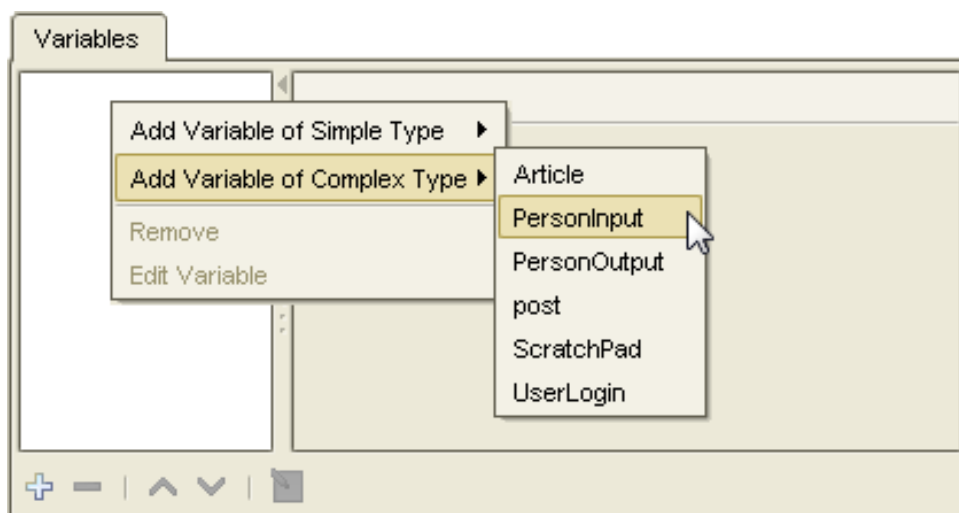 Variables
Add Variable of Simple Type
Add Variable of Complex Type
Remove
Edit Variable
Article
PersonInput
PersonOutput
post
ScratchPad
UserLogin